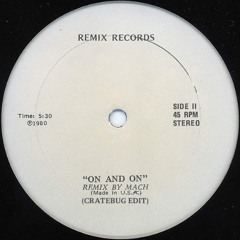 REMIX RECORDS
Time: 5:30
℗1980
SIDE II
45 RPM
STEREO
"ON AND ON"
REMIX BY MACH
(Made In U.S.A.)
(CRATEBUG EDIT)